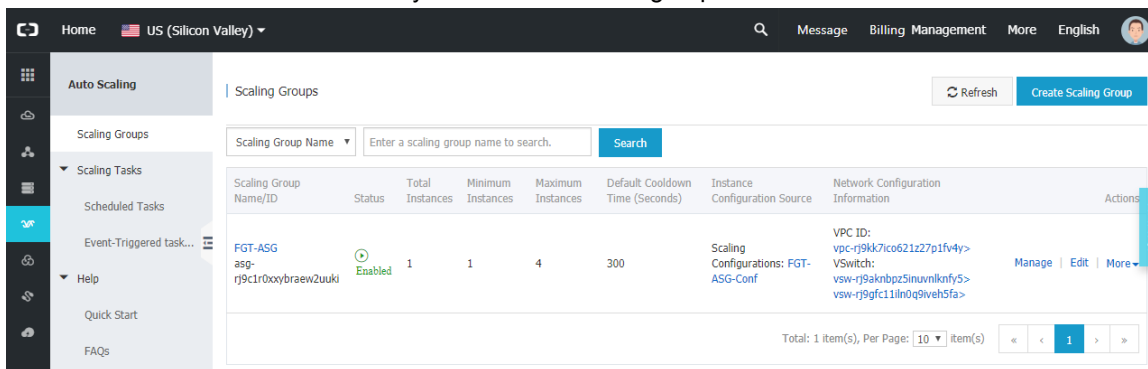 Home US (Silicon Valley) Message Billing Management More English
Auto Scaling
Scaling Groups
Scaling Tasks
Scheduled Tasks
Event-Triggered task...
Help
Quick Start
FAQs
Scaling Groups
Refresh
Create Scaling Group
Scaling Group Name
Enter a scaling group name to search.
Search
Scaling Group Name/ID Status Total Instances Minimum Instances Maximum Instances Default Cooldown Time (Seconds) Instance Configuration Source Network Configuration Information Actions
FGT-ASG
asg-
rj9c1r0xxybraew2uuki
Enabled
1
1
4
300
Scaling
Configurations: FGT-
ASG-Conf
VPC ID:
vpc-rj9kk7ico621z27p1fv4y>
VSwitch:
vsw-rj9aknbpz5inuvnlknfy5>
vsw-rj9gfc11iln0q9iveh5fa>
Manage | Edit | More
Total: 1 item(s), Per Page: 10 item(s) « ‹ 1 › »